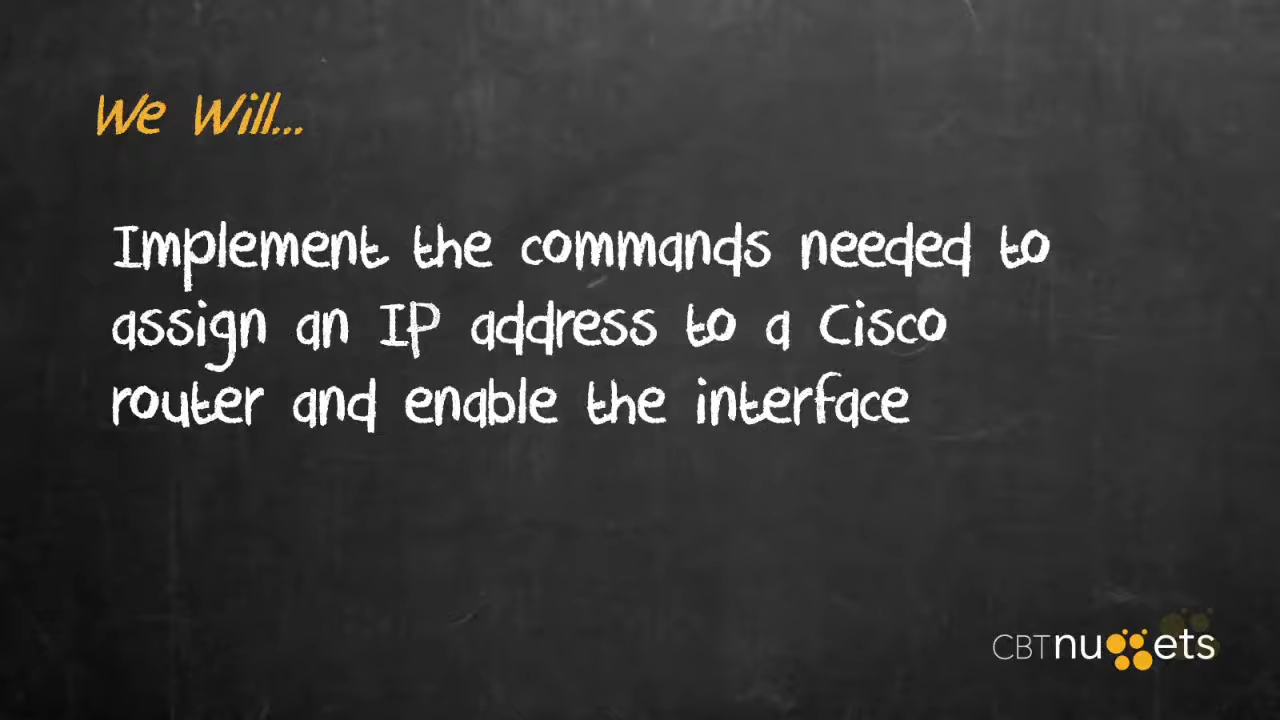 We Will...
Implement the commands needed to
assign an IP address to a Cisco
router and enable the interface
CBTnuggets